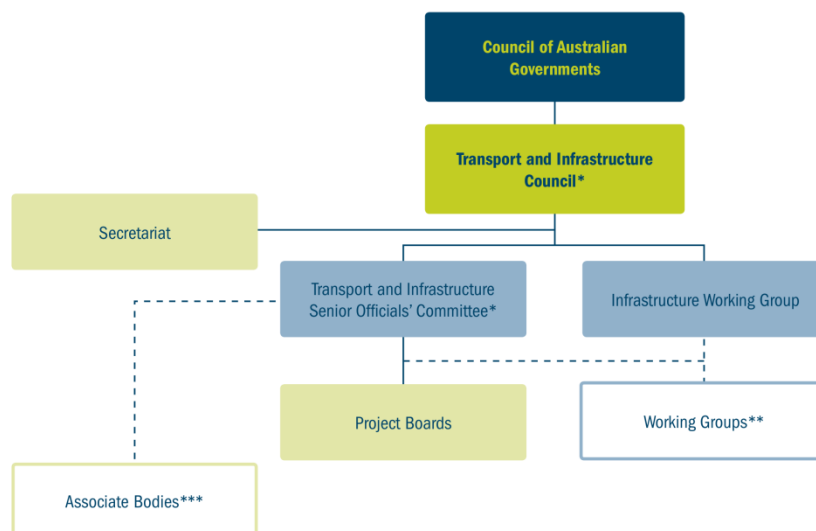 Council of Australian
Governments
Transport and Infrastructure
Council*
Secretariat
Transport and Infrastructure
Senior Officials’ Committee*
Infrastructure Working Group
Project Boards
Working Groups**
Associate Bodies***